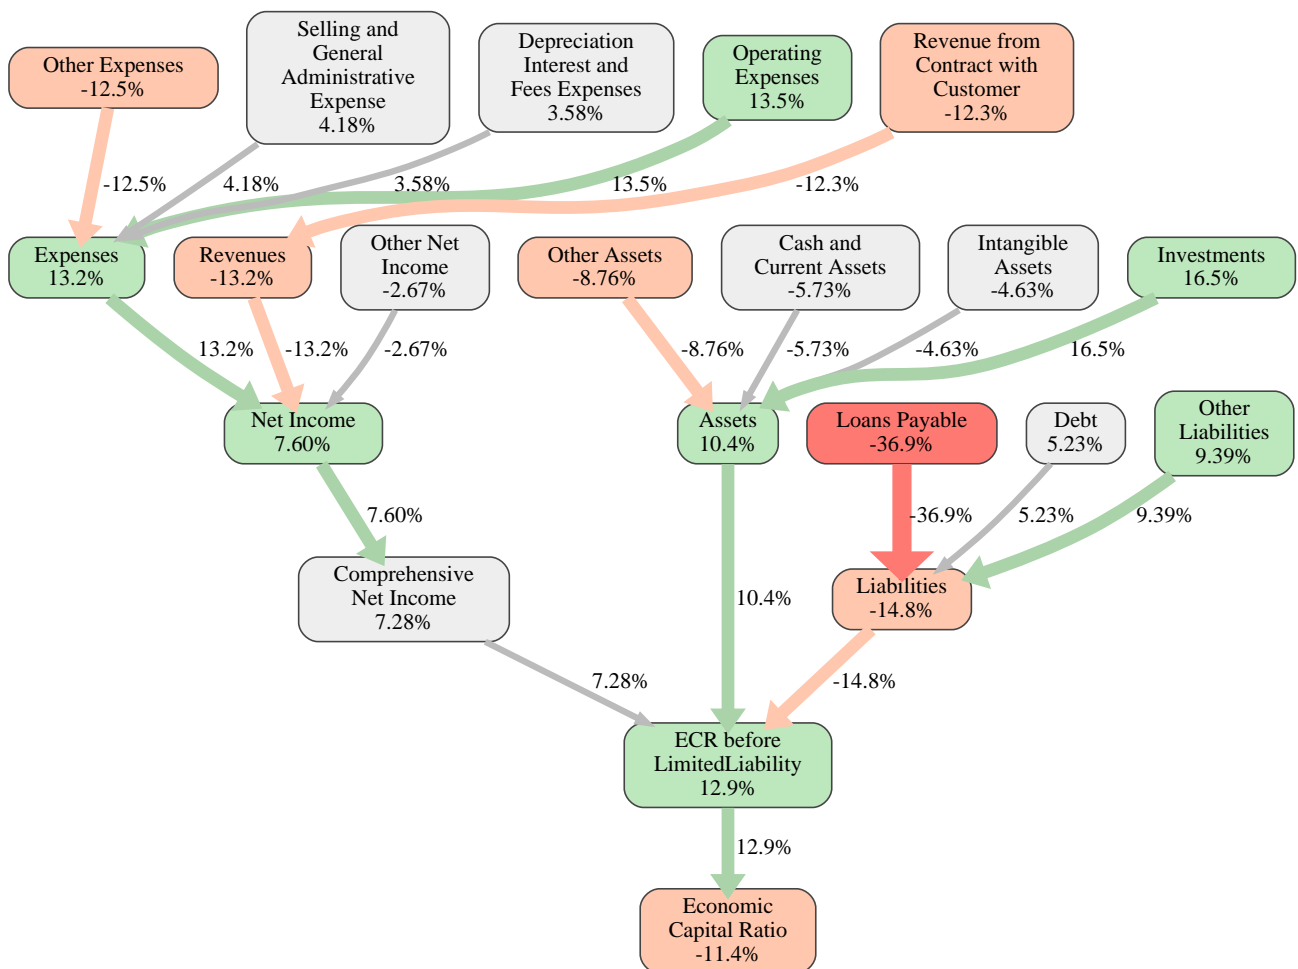 Other Expenses
-12.5%
Selling and
General
Administrative
Expense
4.18%
Depreciation
Interest and
Fees Expenses
3.58%
Operating
Expenses
13.5%
Revenue from
Contract with
Customer
-12.3%
-12.5%
4.18%
3.58%
13.5%
-12.3%
Expenses
13.2%
Revenues
-13.2%
Other Net
Income
-2.67%
Other Assets
-8.76%
Cash and
Current Assets
-5.73%
Intangible
Assets
-4.63%
Investments
16.5%
13.2%
-13.2%
-2.67%
-8.76%
-5.73%
-4.63%
16.5%
Net Income
7.60%
Assets
10.4%
Loans Payable
-36.9%
Debt
5.23%
Other
Liabilities
9.39%
7.60%
-36.9%
5.23%
9.39%
Comprehensive
Net Income
7.28%
10.4%
Liabilities
-14.8%
7.28%
-14.8%
ECR before
LimitedLiability
12.9%
12.9%
Economic
Capital Ratio
-11.4%